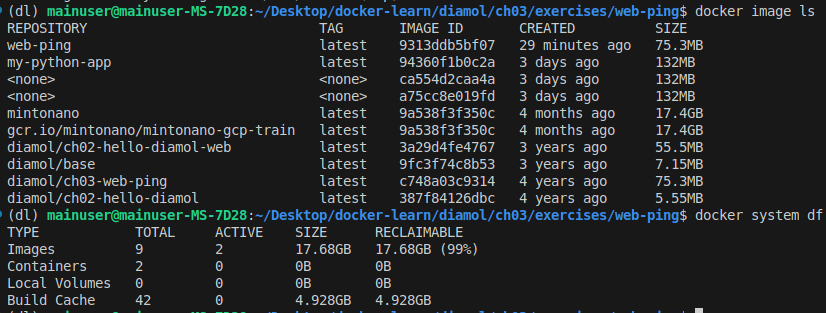 (dl) mainuser@mainuser-MS-7D28:~/Desktop/docker-learn/diamol/ch03/exercises/web-ping$ docker image ls
REPOSITORY TAG IMAGE ID CREATED SIZE
web-ping latest 9313ddb5bf07 29 minutes ago 75.3MB
my-python-app latest 94360f1b0c2a 3 days ago 132MB
<none> <none> ca554d2caa4a 3 days ago 132MB
<none> <none> a75cc8e019fd 3 days ago 132MB
mintonano latest 9a538f3f350c 4 months ago 17.4GB
gcr.io/mintonano/mintonano-gcp-train latest 9a538f3f350c 4 months ago 17.4GB
diamol/ch02-hello-diamol-web latest 3a29d4fe4767 3 years ago 55.5MB
diamol/base latest 9fc3f74c8b53 3 years ago 7.15MB
diamol/ch03-web-ping latest c748a03c9314 4 years ago 75.3MB
diamol/ch02-hello-diamol latest 387f84126dbc 4 years ago 5.55MB
(dl) mainuser@mainuser-MS-7D28:~/Desktop/docker-learn/diamol/ch03/exercises/web-ping$ docker system df
TYPE TOTAL ACTIVE SIZE RECLAIMABLE
Images 9 2 17.68GB 17.68GB (99%)
Containers 2 0 0B 0B
Local Volumes 0 0 0B 0B
Build Cache 42 0 4.928GB 4.928GB